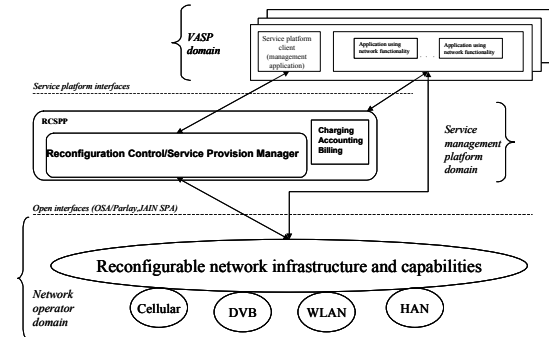 VASP
domain
Service platform
client
(management
application)
Application using
network functionality
. . .
Application using
network functionality
Service platform interfaces
RCSPP
Reconfiguration Control/Service Provision Manager
Charging
Accounting
Billing
Service
management
platform
domain
Open interfaces (OSA/Parlay,JAIN SPA)
Reconfigurable network infrastructure and capabilities
Network
operator
domain
Cellular
DVB
WLAN
HAN